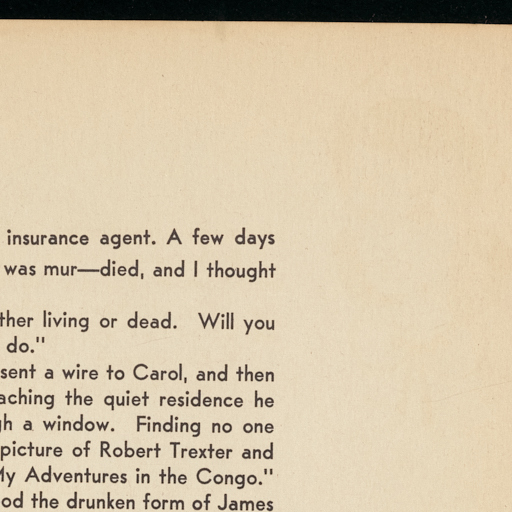 insurance agent. A few days
was mur—died, and I thought
ther living or dead. Will you
do."
sent a wire to Carol, and then
aching the quiet residence he
gh a window. Finding no one
picture of Robert Trexter and
My Adventures in the Congo."
od the drunken form of James